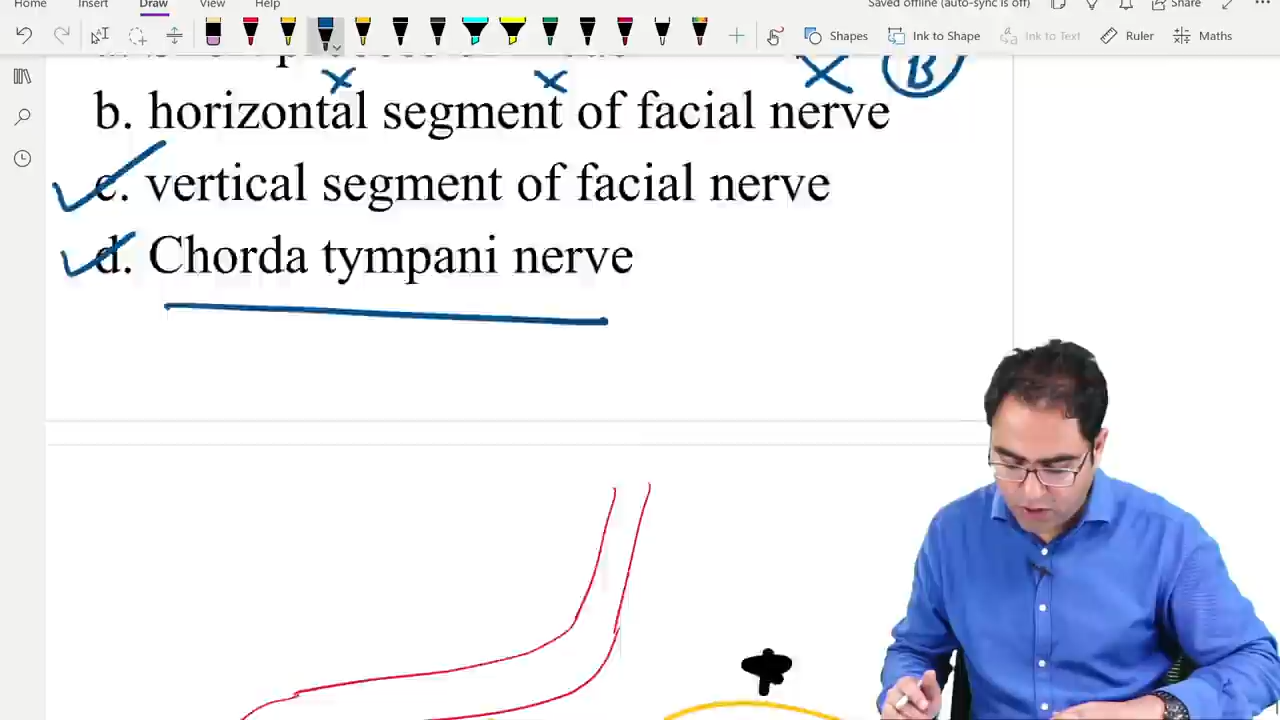 Home Insert Draw View Help Saved offline (auto-sync is off) Share
Shapes Ink to Shape Ink to Text Ruler Maths
B
b. horizontal segment of facial nerve
c. vertical segment of facial nerve
d. Chorda tympani nerve